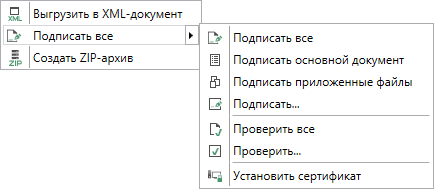 XML Выгрузить в XML-документ
Подписать все
ZIP Создать ZIP-архив
Подписать все
Подписать основной документ
Подписать приложенные файлы
Подписать...
Проверить все
Проверить...
Установить сертификат